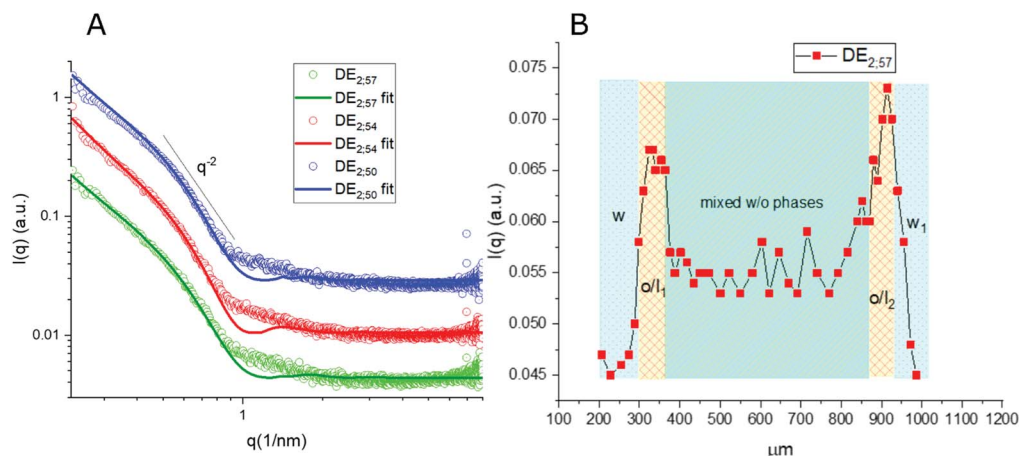 A
I(q) (a.u.)
1
0.1
0.01
q⁻²
DE₂;₅₇
DE₂;₅₇ fit
DE₂;₅₄
DE₂;₅₄ fit
DE₂;₅₀
DE₂;₅₀ fit
1
q(1/nm)
B
I(q) (a.u.)
0.075
0.070
0.065
0.060
0.055
0.050
0.045
DE₂;₅₇
w
o/I₁
mixed w/o phases
o/I₂
w₁
100 200 300 400 500 600 700 800 900 1000 1100 1200
μm